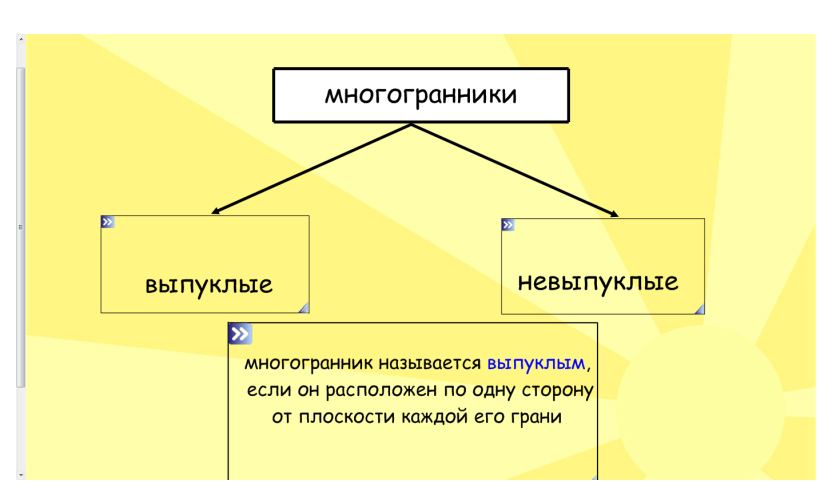 многогранники
выпуклые
невыпуклые
многогранник называется выпуклым,
если он расположен по одну сторону
от плоскости каждой его грани